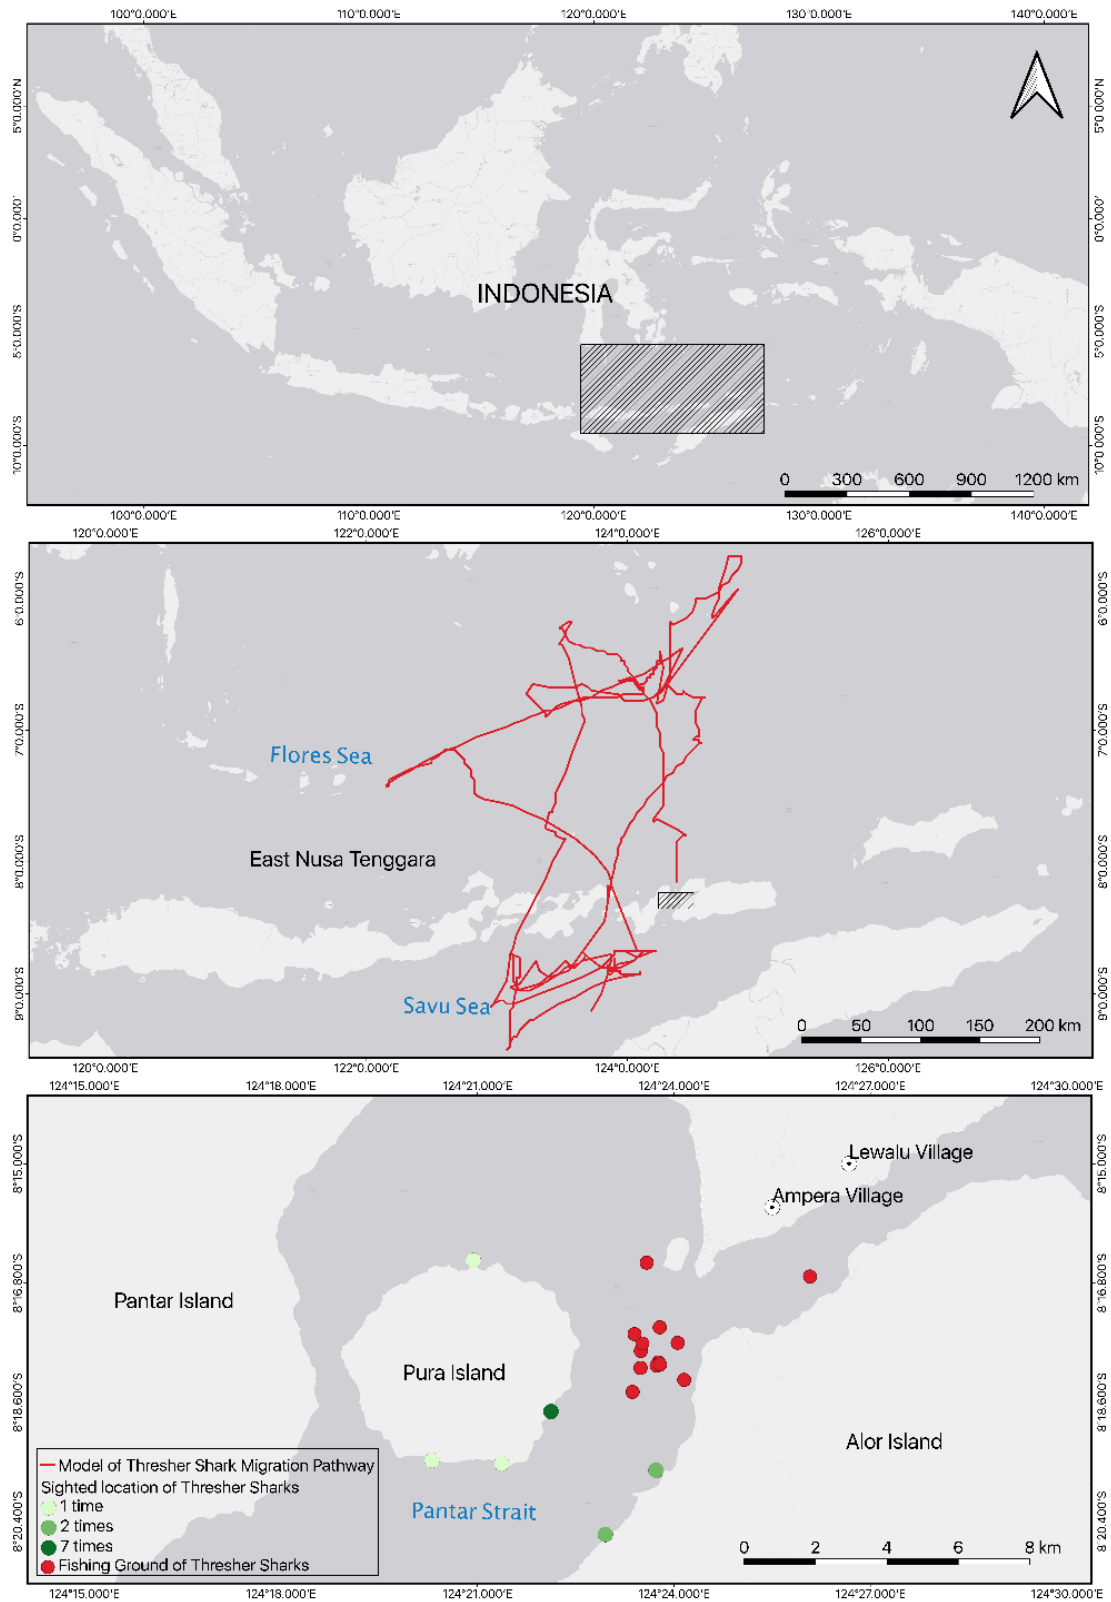 100°0.000'E 110°0.000'E 120°0.000'E 130°0.000'E 140°0.000'E
5°0.000'N 5°0.000'N
0°0.000' 0°0.000'
INDONESIA
5°0.000'S 5°0.000'S
10°0.000'S 10°0.000'S
0 300 600 900 1200 km
100°0.000'E 110°0.000'E 120°0.000'E 130°0.000'E 140°0.000'E
120°0.000'E 122°0.000'E 124°0.000'E 126°0.000'E
6°0.000'S 6°0.000'S
7°0.000'S 7°0.000'S
Flores Sea
East Nusa Tenggara
8°0.000'S 8°0.000'S
Savu Sea
9°0.000'S 9°0.000'S
0 50 100 150 200 km
120°0.000'E 122°0.000'E 124°0.000'E 126°0.000'E
124°15.000'E 124°18.000'E 124°21.000'E 124°24.000'E 124°27.000'E 124°30.000'E
8°15.000'S 8°15.000'S
Lewalu Village
Ampera Village
8°16.800'S 8°16.800'S
Pantar Island
Pura Island
8°18.600'S 8°18.600'S
Alor Island
Model of Thresher Shark Migration Pathway
Sighted location of Thresher Sharks
1 time
2 times
7 times
Fishing Ground of Thresher Sharks
Pantar Strait
8°20.400'S 8°20.400'S
0 2 4 6 8 km
124°15.000'E 124°18.000'E 124°21.000'E 124°24.000'E 124°27.000'E 124°30.000'E